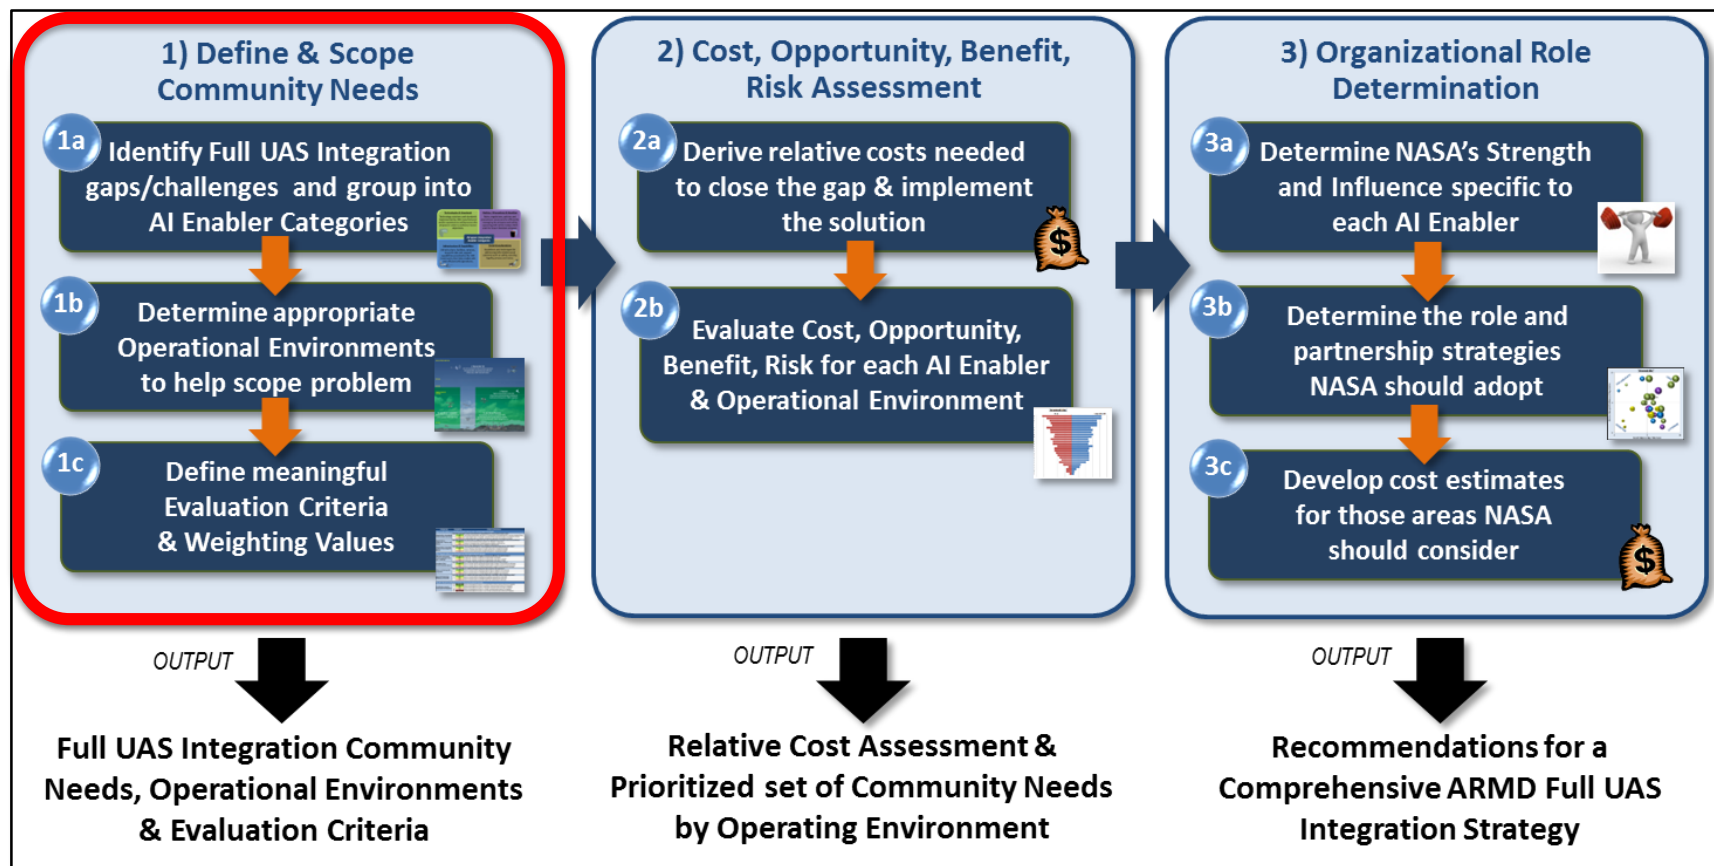 1) Define & Scope
Community Needs
1a
Identify Full UAS Integration
gaps/challenges and group into
AI Enabler Categories
1b
Determine appropriate
Operational Environments
to help scope problem
1c
Define meaningful
Evaluation Criteria
& Weighting Values
OUTPUT
Full UAS Integration Community
Needs, Operational Environments
& Evaluation Criteria
2) Cost, Opportunity, Benefit,
Risk Assessment
2a
Derive relative costs needed
to close the gap & implement
the solution
$
2b
Evaluate Cost, Opportunity,
Benefit, Risk for each AI Enabler
& Operational Environment
OUTPUT
Relative Cost Assessment &
Prioritized set of Community Needs
by Operating Environment
3) Organizational Role
Determination
3a
Determine NASA's Strength
and Influence specific to
each AI Enabler
3b
Determine the role and
partnership strategies
NASA should adopt
3c
Develop cost estimates
for those areas NASA
should consider
$
OUTPUT
Recommendations for a
Comprehensive ARMD Full UAS
Integration Strategy